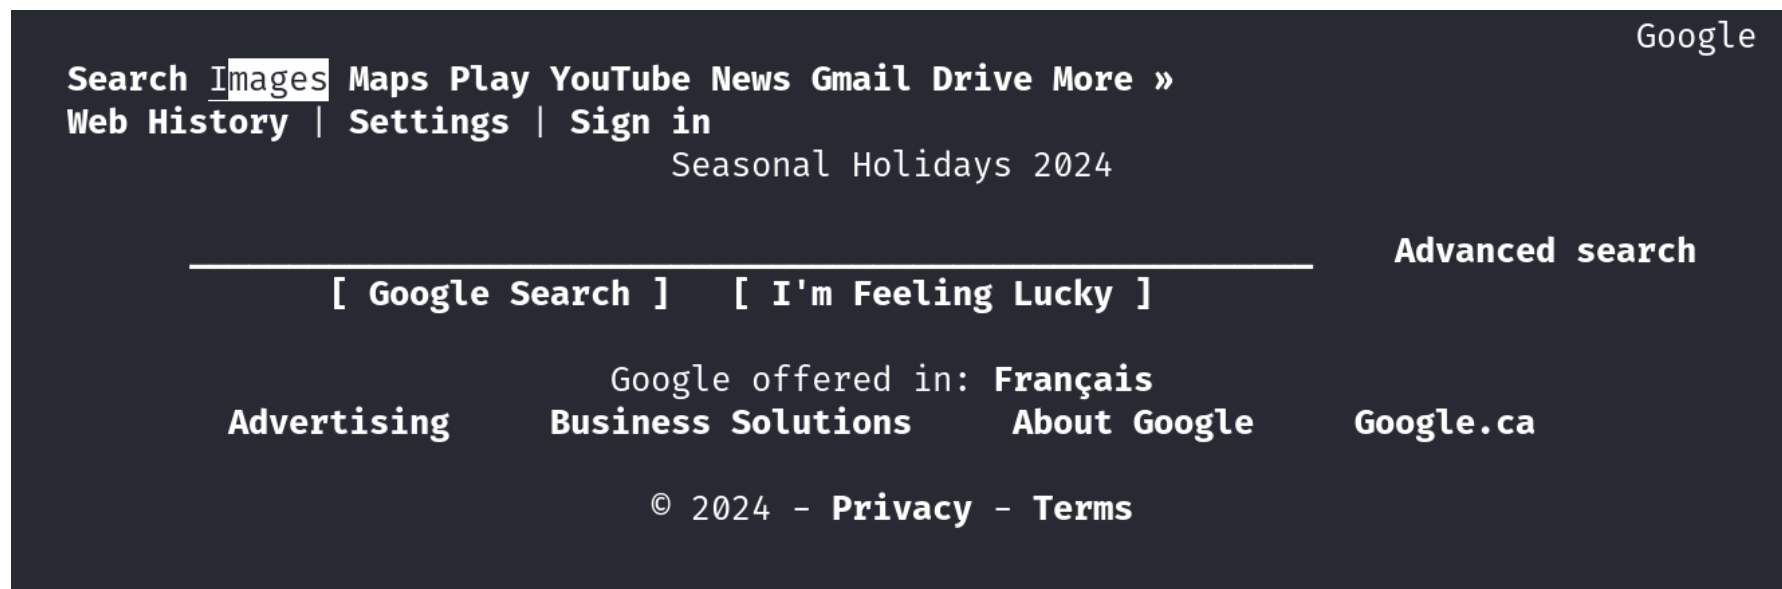 Google
Search Images Maps Play YouTube News Gmail Drive More »
Web History | Settings | Sign in
Seasonal Holidays 2024
Advanced search
[ Google Search ] [ I'm Feeling Lucky ]
Google offered in: Français
Advertising Business Solutions About Google Google.ca
© 2024 - Privacy - Terms